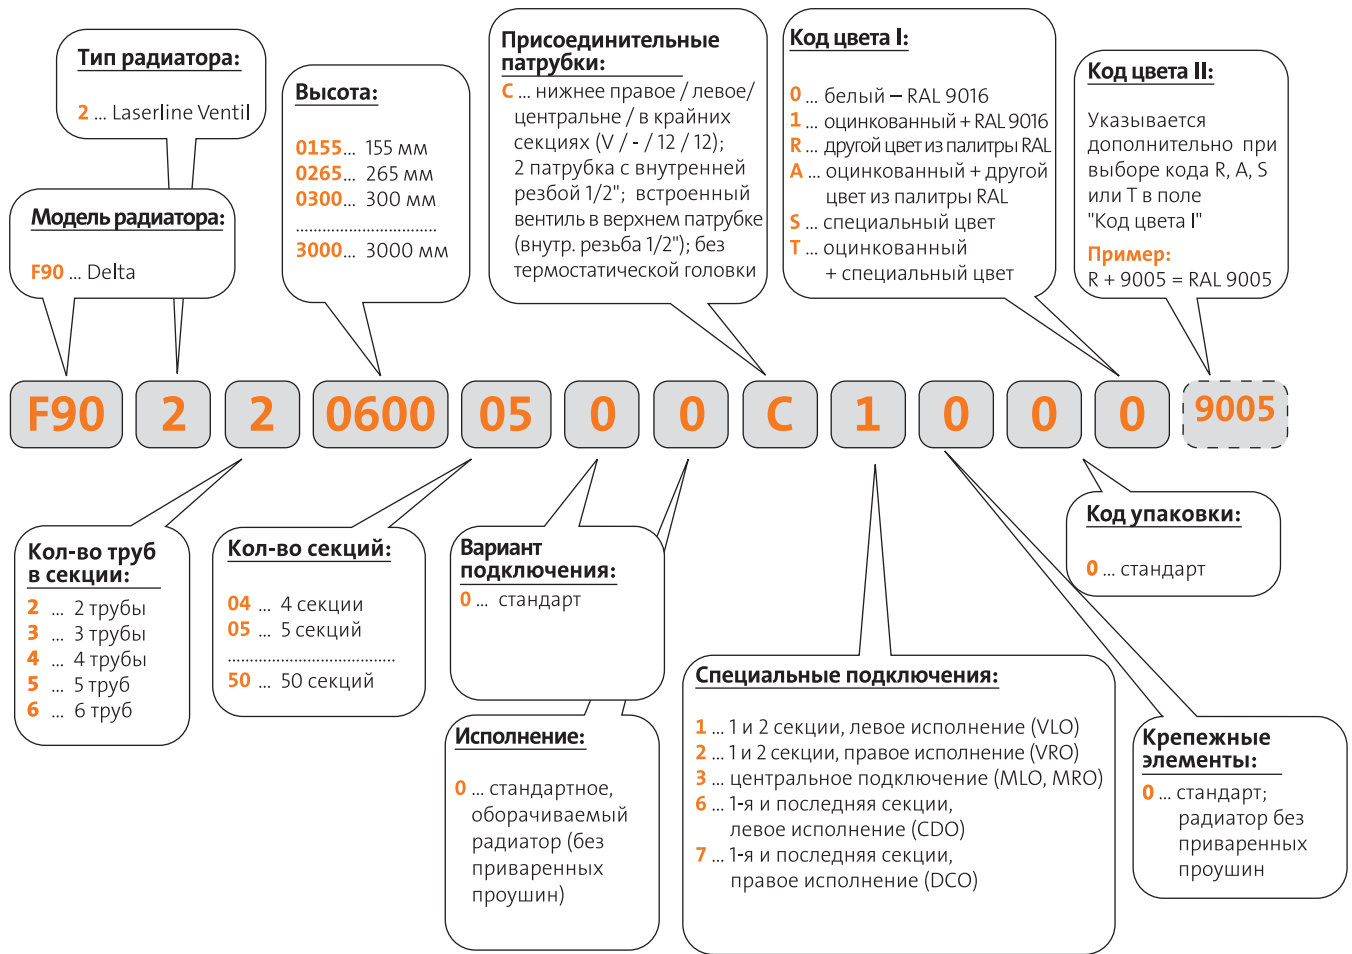 Тип радиатора:
2 ... Laserline Ventil
Модель радиатора:
F90 ... Delta
Высота:
0155... 155 мм
0265... 265 мм
0300... 300 мм
................................
3000... 3000 мм
Присоединительные
патрубки:
C ... нижнее правое / левое/
центральне / в крайних
секциях (V / - / 12 / 12);
2 патрубка с внутренней
резбой 1/2"; встроенный
вентиль в верхнем патрубке
(внутр. резьба 1/2"); без
термостатической головки
Код цвета I:
0 ... белый – RAL 9016
1 ... оцинкованный + RAL 9016
R ... другой цвет из палитры RAL
A ... оцинкованный + другой
цвет из палитры RAL
S ... специальный цвет
T ... оцинкованный
+ специальный цвет
Код цвета II:
Указывается
дополнительно при
выборе кода R, A, S
или T в поле
"Код цвета I"
Пример:
R + 9005 = RAL 9005
F90 2 2 0600 05 0 0 C 1 0 0 0 9005
Кол-во труб
в секции:
2 ... 2 трубы
3 ... 3 трубы
4 ... 4 трубы
5 ... 5 труб
6 ... 6 труб
Кол-во секций:
04 ... 4 секции
05 ... 5 секций
......................................
50 ... 50 секций
Вариант
подключения:
0 ... стандарт
Исполнение:
0 ... стандартное,
оборачиваемый
радиатор (без
приваренных
проушин)
Специальные подключения:
1 ... 1 и 2 секции, левое исполнение (VLO)
2 ... 1 и 2 секции, правое исполнение (VRO)
3 ... центральное подключение (MLO, MRO)
6 ... 1-я и последняя секции,
левое исполнение (CDO)
7 ... 1-я и последняя секции,
правое исполнение (DCO)
Код упаковки:
0 ... стандарт
Крепежные
элементы:
0 ... стандарт;
радиатор без
приваренных
проушин